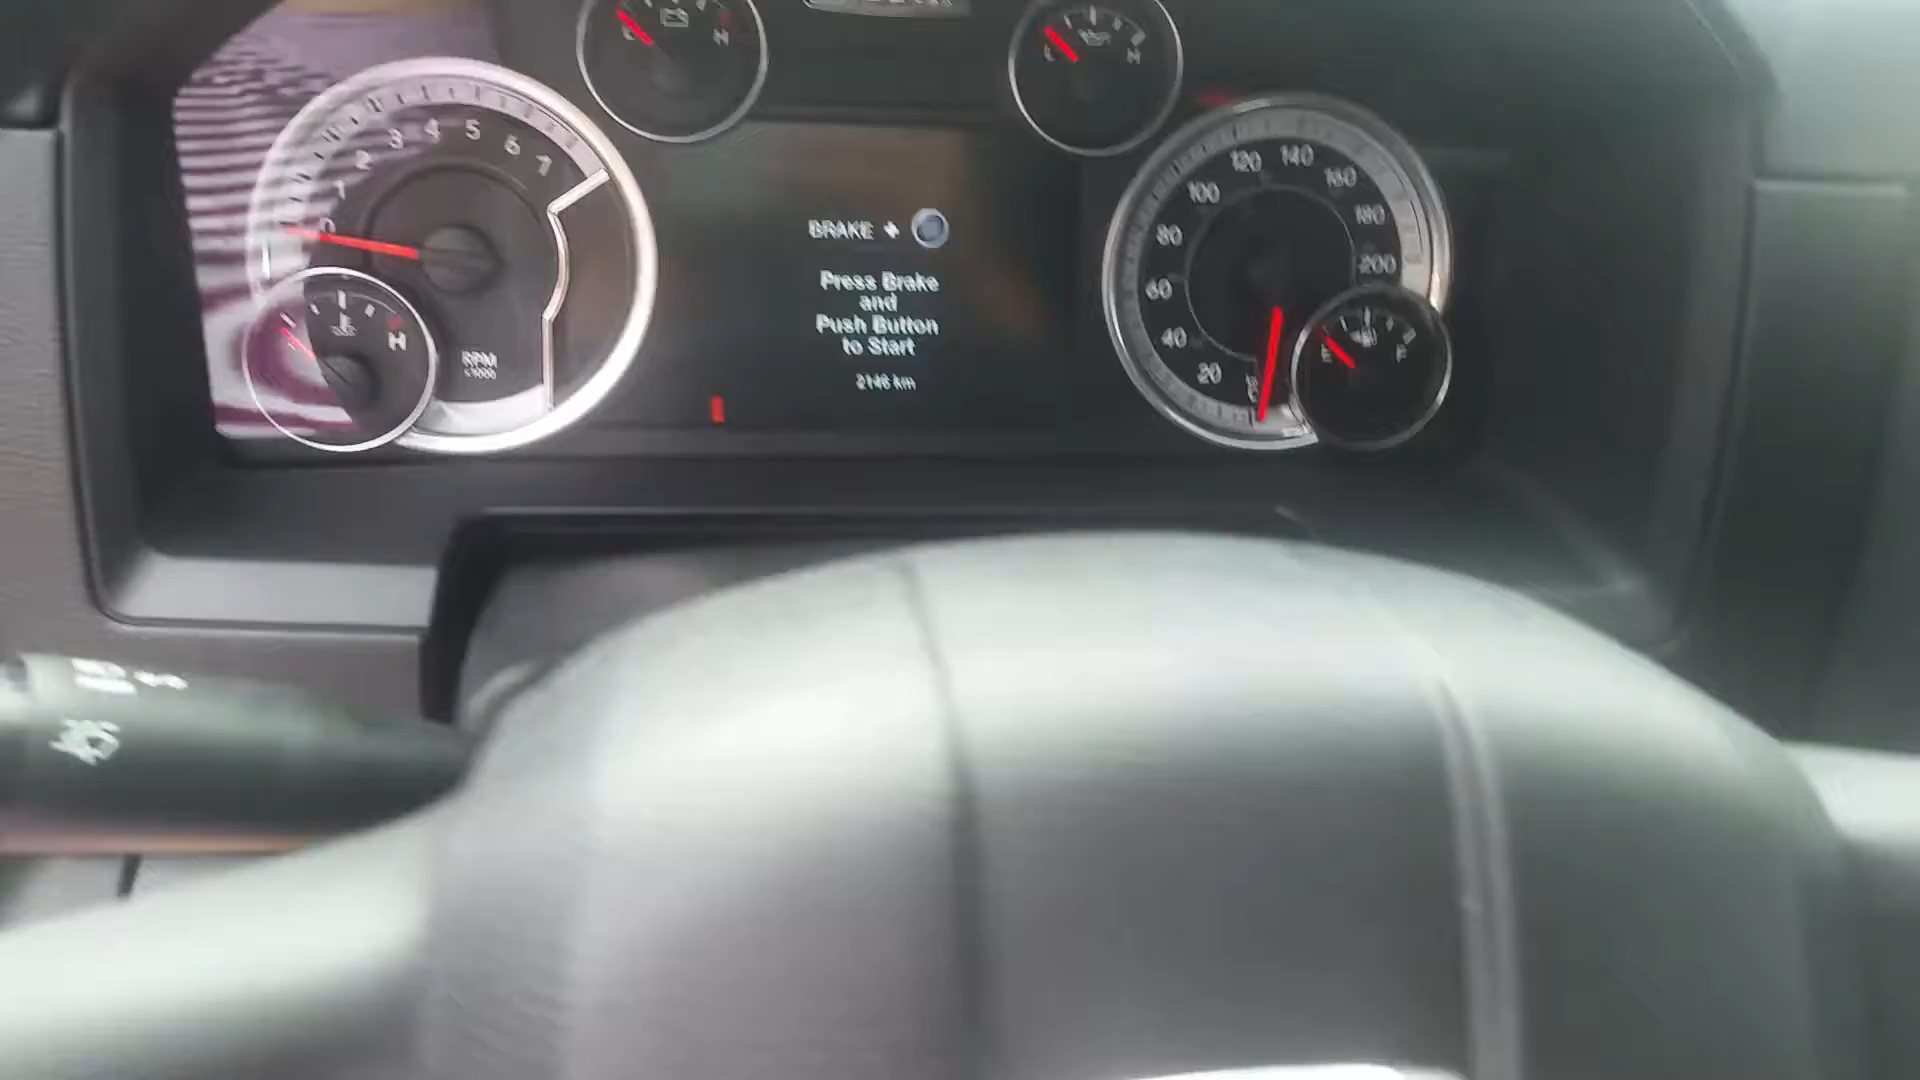 H
H
0
1
2
3
4
5
6
7
H
RPM
x1000
BRAKE +
Press Brake
and
Push Button
to Start
2146 km
20
40
60
80
100
120
140
160
180
200
E
F